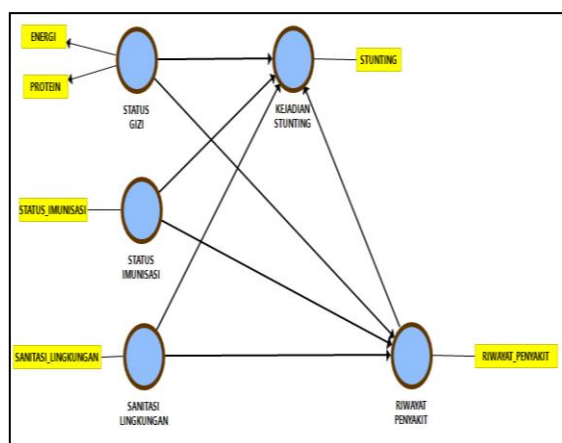 ENERGI
PROTEIN
STATUS
GIZI
KEJADIAN
STUNTING
STUNTING
STATUS_IMUNISASI
STATUS
IMUNISASI
SANITASI_LINGKUNGAN
SANITASI
LINGKUNGAN
RIWAYAT
PENYAKIT
RIWAYAT_PENYAKIT